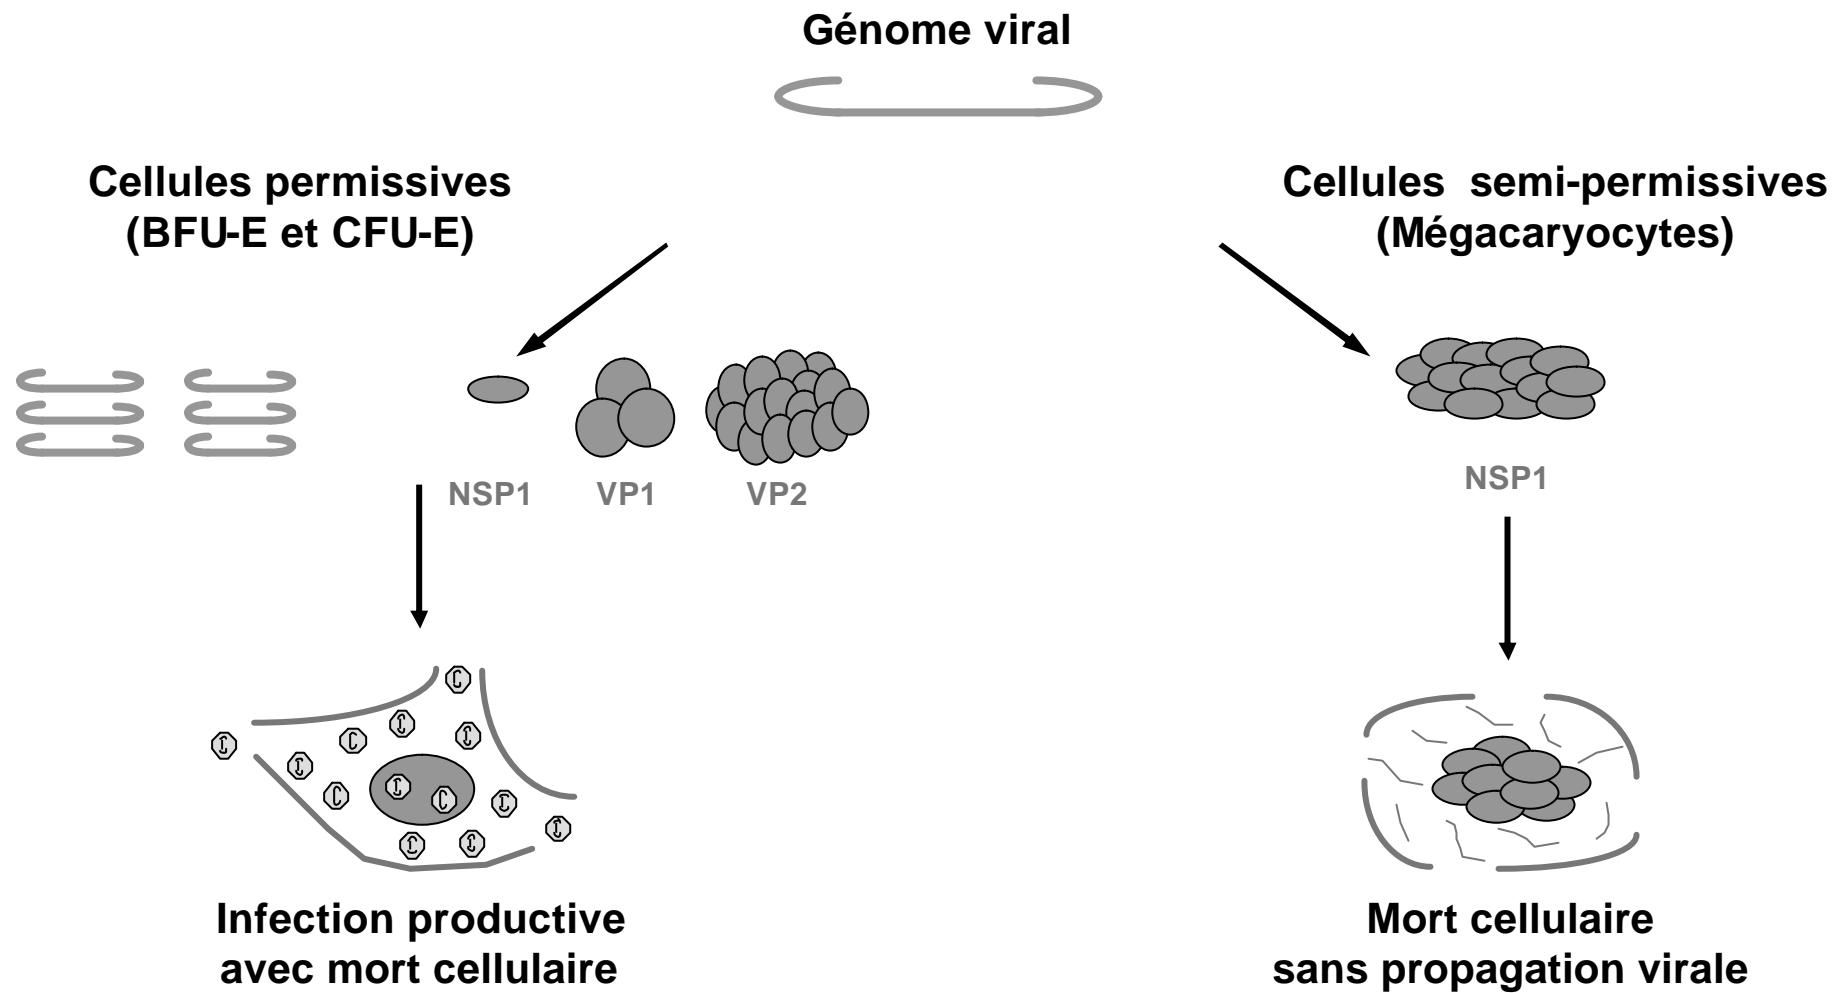 Génome viral
Cellules permissives
(BFU-E et CFU-E)
Cellules semi-permissives
(Mégacaryocytes)
NSP1
VP1
VP2
NSP1
Infection productive
avec mort cellulaire
Mort cellulaire
sans propagation virale